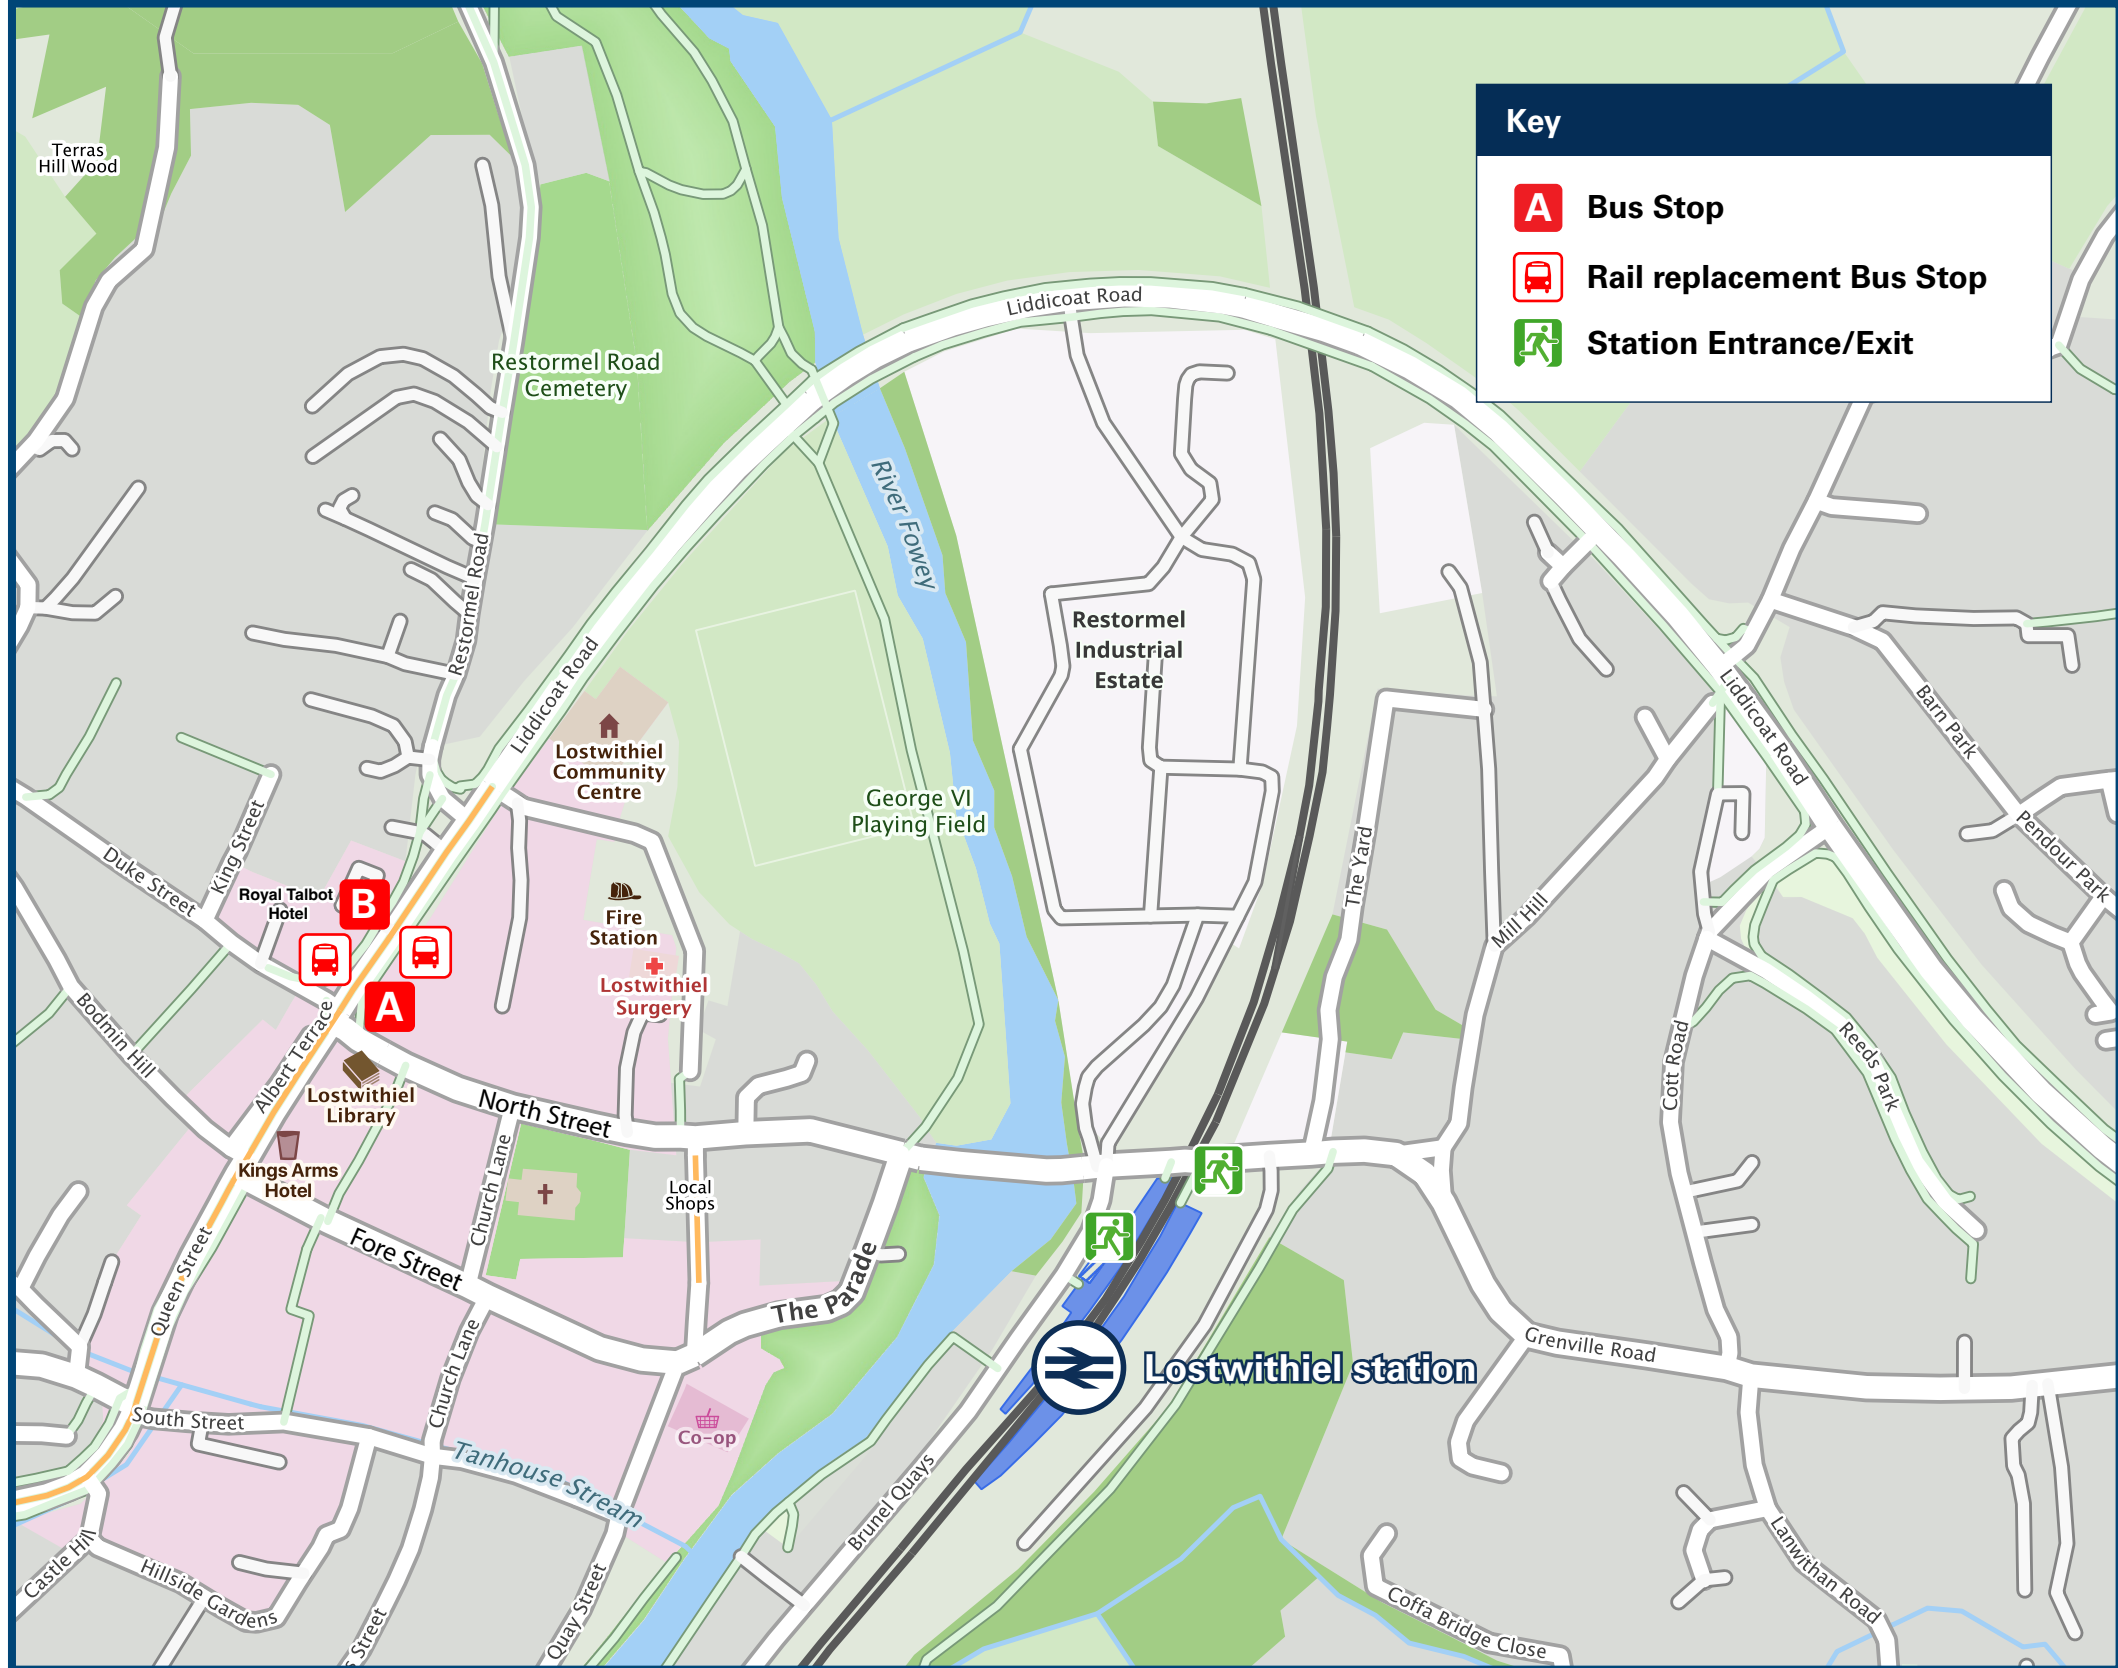 Key
A
Bus Stop
Rail replacement Bus Stop
Station Entrance/Exit
Terras
Hill Wood
Liddicoat Road
Restormel Road
Cemetery
River Fowey
Restormel Road
Liddicoat Road
Restormel
Industrial
Estate
Liddicoat Road
Barn Park
Pendour Park
Lostwithiel
Community
Centre
George VI
Playing Field
King Street
Duke Street
Royal Talbot
Hotel
B
A
Fire
Station
Lostwithiel
Surgery
The Yard
Mill Hill
Bodmin Hill
Albert Terrace
Lostwithiel
Library
Kings Arms
Hotel
North Street
Church Lane
Local
Shops
Cott Road
Reeds Park
Queen Street
Fore Street
The Parade
Lostwithiel station
Grenville Road
Church Lane
South Street
Co-op
Tanhouse Stream
Brunel Quays
Castle Hill
Hillside Gardens
s Street
Quay Street
Coffa Bridge Close
Lanwithan Road